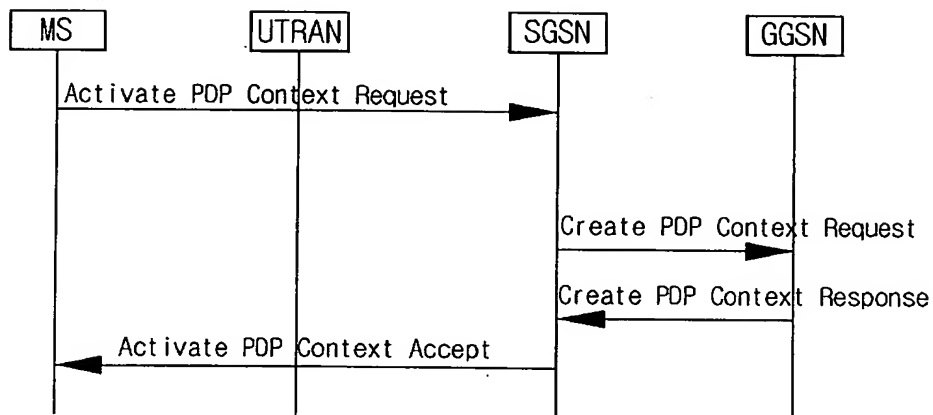 MS
UTRAN
SGSN
GGSN
Activate PDP Context Request
Create PDP Context Request
Create PDP Context Response
Activate PDP Context Accept